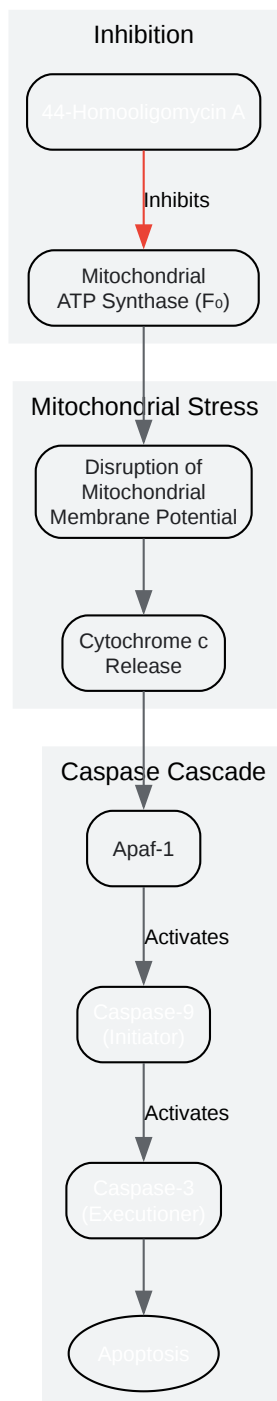 Inhibition
44-Homooligomycin A
Inhibits
Mitochondrial
ATP Synthase (F₀)
Mitochondrial Stress
Disruption of
Mitochondrial
Membrane Potential
Cytochrome c
Release
Caspase Cascade
Apaf-1
Activates
Caspase-9
(Initiator)
Activates
Caspase-3
(Executioner)
Apoptosis